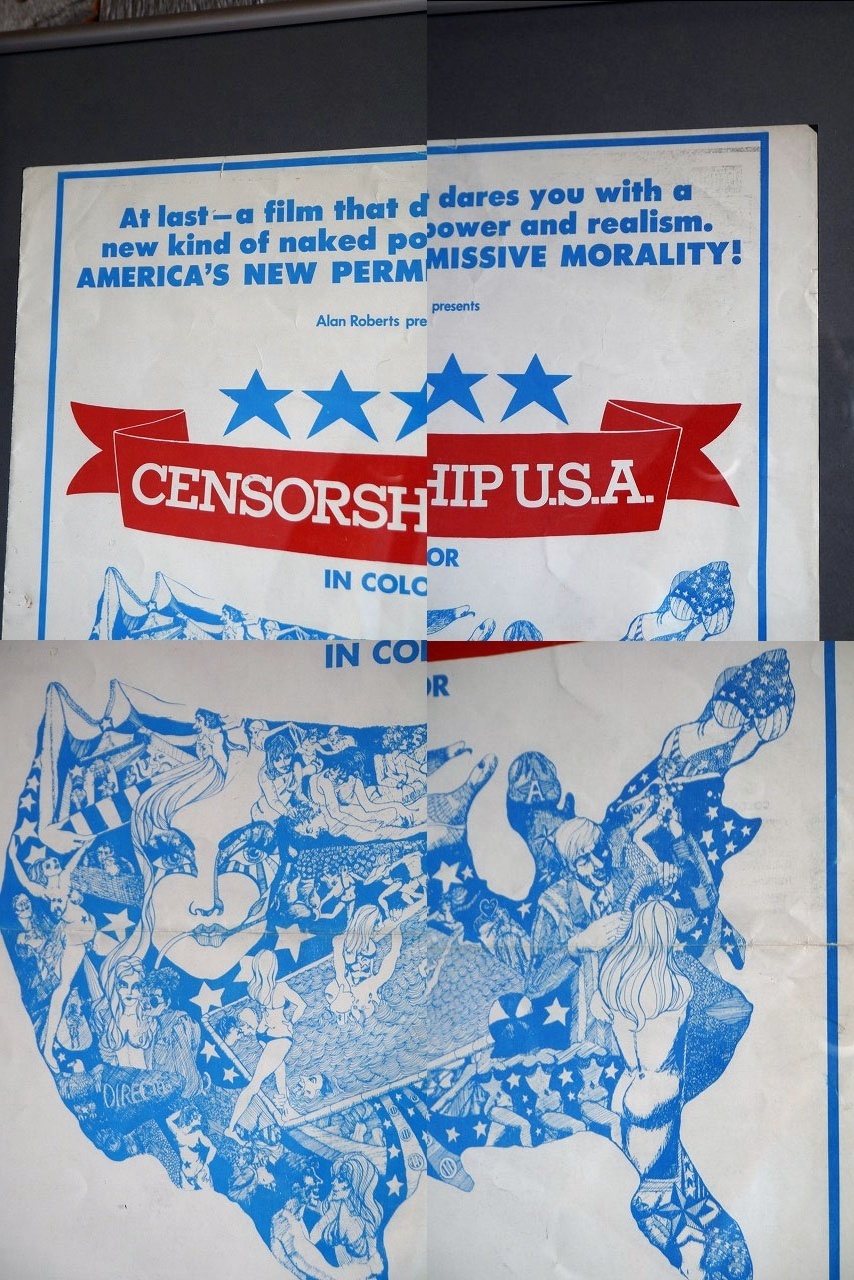 At last—a film that dares you with a
new kind of naked power and realism.
AMERICA'S NEW PERMISSIVE MORALITY!
Alan Roberts presents
CENSORSHIP U.S.A.
IN COLOR
IN COLOR
A
DIRECTOR